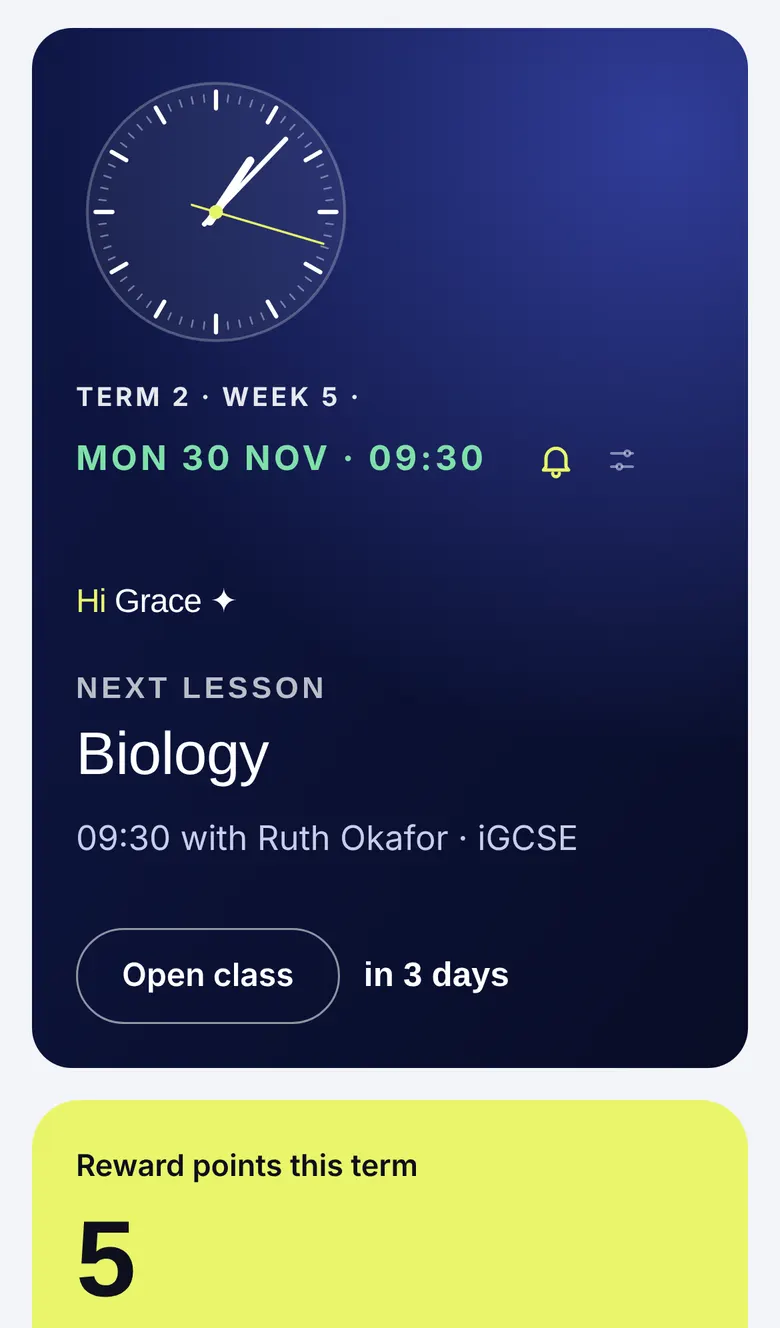 TERM 2 · WEEK 5 ·
MON 30 NOV · 09:30
Hi Grace ✦
NEXT LESSON
Biology
09:30 with Ruth Okafor · iGCSE
Open class in 3 days
Reward points this term
5